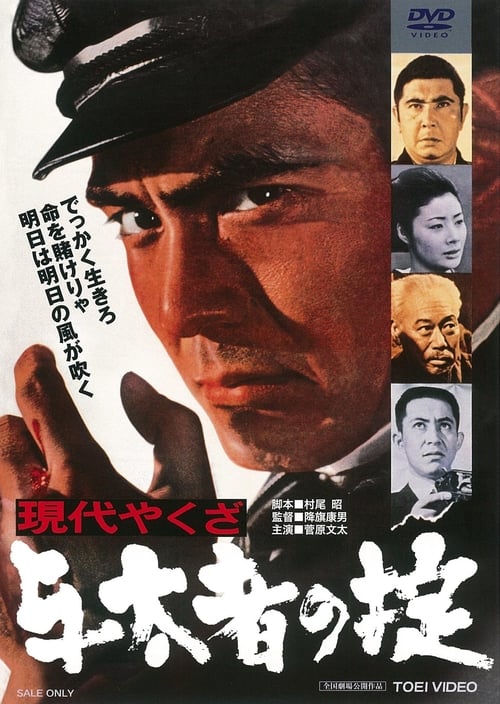 DVD
VIDEO
でっかく生きろ
命を賭けりゃ
明日は明日の風が吹く
現代やくざ
脚本■村尾 昭
監督■降旗康男
主演■菅原文太
与太者の掟
SALE ONLY
全国劇場公開作品
TOEI VIDEO